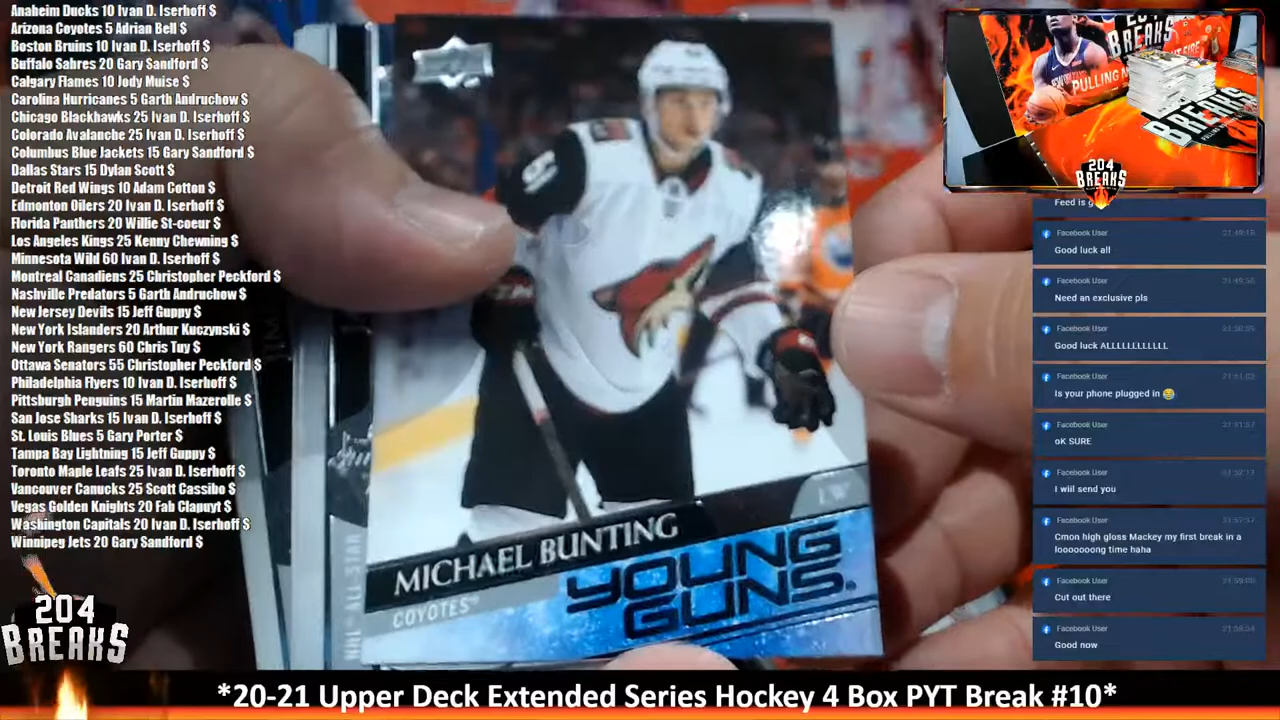 Anaheim Ducks 10 Ivan D. Iserhoff $
Arizona Coyotes 5 Adrian Bell $
Boston Bruins 10 Ivan D. Iserhoff $
Buffalo Sabres 20 Gary Sandford $
Calgary Flames 10 Jody Muise $
Carolina Hurricanes 5 Garth Andruchow $
Chicago Blackhawks 25 Ivan D. Iserhoff $
Colorado Avalanche 25 Ivan D. Iserhoff $
Columbus Blue Jackets 15 Gary Sandford $
Dallas Stars 15 Dylan Scott $
Detroit Red Wings 10 Adam Cotton $
Edmonton Oilers 20 Ivan D. Iserhoff $
Florida Panthers 20 Willie St-coeur $
Los Angeles Kings 25 Kenny Chewning $
Minnesota Wild 60 Ivan D. Iserhoff $
Montreal Canadiens 25 Christopher Peckford $
Nashville Predators 5 Garth Andruchow $
New Jersey Devils 15 Jeff Guppy $
New York Islanders 20 Arthur Kuczynski $
New York Rangers 60 Chris Tuy $
Ottawa Senators 55 Christopher Peckford $
Philadelphia Flyers 10 Ivan D. Iserhoff $
Pittsburgh Penguins 15 Martin Mazerolle $
San Jose Sharks 15 Ivan D. Iserhoff $
St. Louis Blues 5 Gary Porter $
Tampa Bay Lightning 15 Jeff Guppy $
Toronto Maple Leafs 25 Ivan D. Iserhoff $
Vancouver Canucks 25 Scott Cassibo $
Vegas Golden Knights 20 Fab Clapuyt $
Washington Capitals 20 Ivan D. Iserhoff $
Winnipeg Jets 20 Gary Sandford $
204
BREAKS
MICHAEL BUNTING
COYOTES
LW
YOUNG
GUNS
NHL ALL-STAR
BREAKS
PULLING
BREAKS
204
BREAKS
Feed is
Facebook User
Good luck all
Facebook User
Need an exclusive pls
Facebook User
Good luck ALLLLLLLLLLL
Facebook User
Is your phone plugged in 😂
Facebook User
oK SURE
Facebook User
I wiil send you
Facebook User
Cmon high gloss Mackey my first break in a
looooooong time haha
Facebook User
Cut out there
Facebook User
Good now
*20-21 Upper Deck Extended Series Hockey 4 Box PYT Break #10*